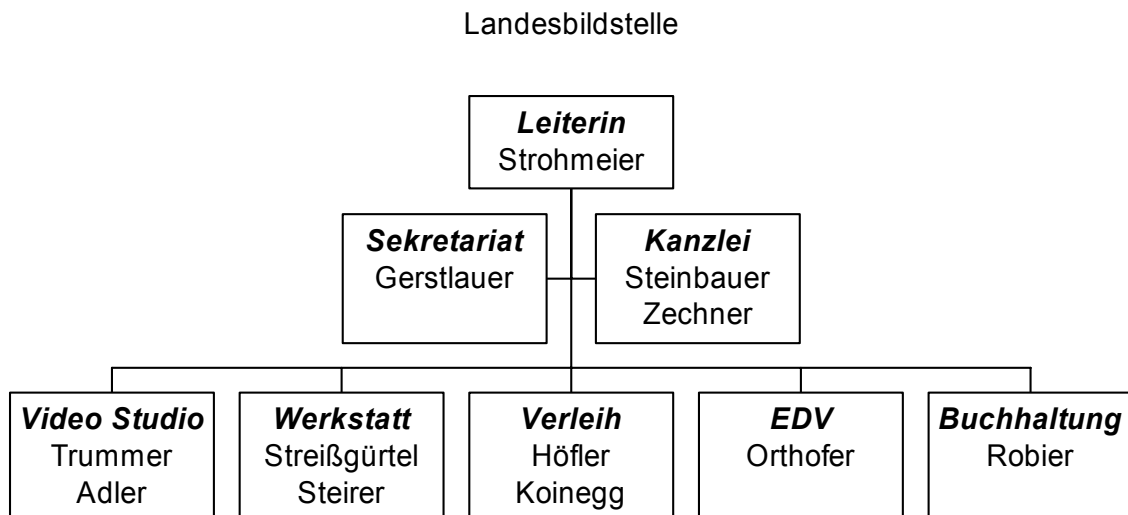 Landesbildstelle
Leiterin
Strohmeier
Sekretariat
Gerstlauer
Kanzlei
Steinbauer
Zechner
Video Studio
Trummer
Adler
Werkstatt
Streißgürtel
Steirer
Verleih
Höfler
Koinegg
EDV
Orthofer
Buchhaltung
Robier